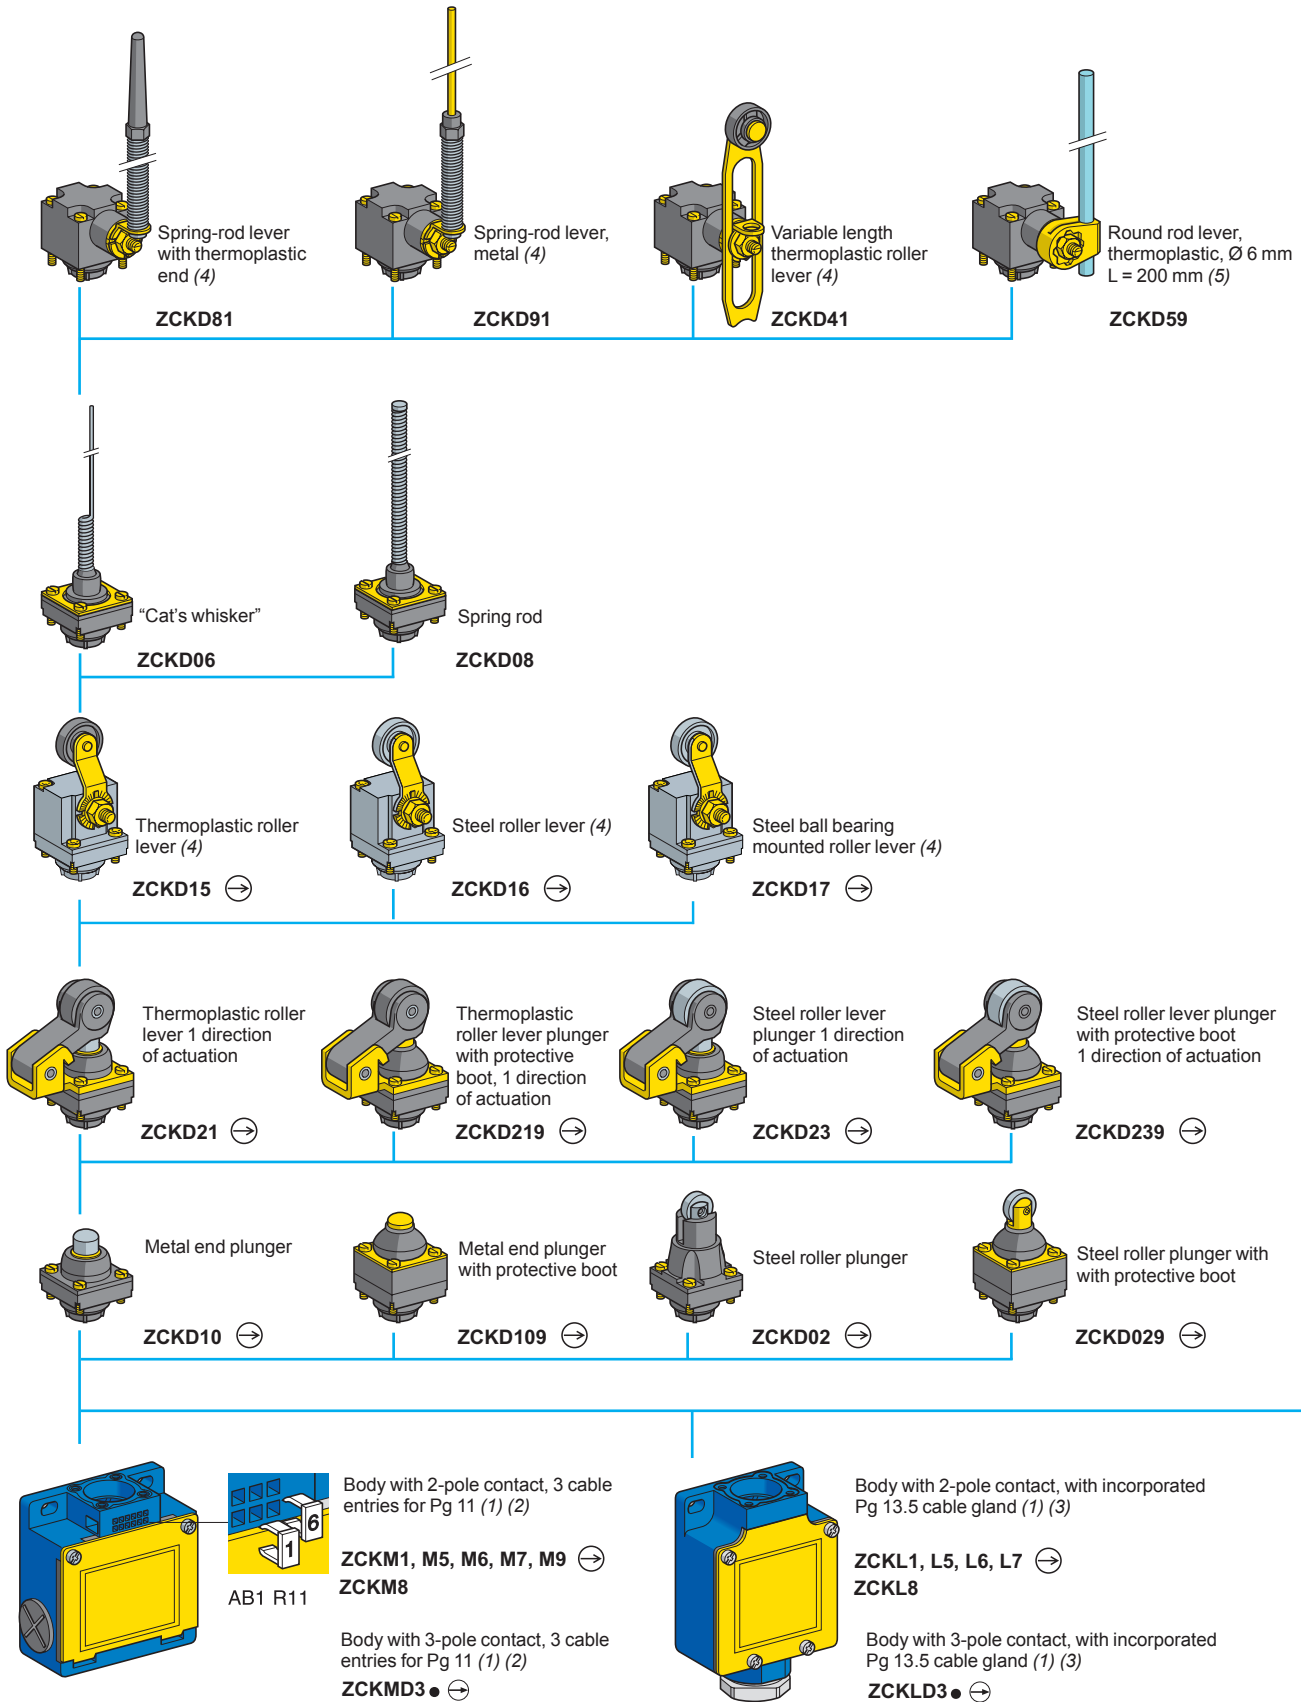 Spring-rod lever
with thermoplastic
end (4)
ZCKD81
Spring-rod lever,
metal (4)
ZCKD91
Variable length
thermoplastic roller
lever (4)
ZCKD41
Round rod lever,
thermoplastic, Ø 6 mm
L = 200 mm (5)
ZCKD59
“Cat’s whisker”
ZCKD06
Spring rod
ZCKD08
Thermoplastic roller
lever (4)
ZCKD15
Steel roller lever (4)
ZCKD16
Steel ball bearing
mounted roller lever (4)
ZCKD17
Thermoplastic roller
lever 1 direction
of actuation
ZCKD21
Thermoplastic
roller lever plunger
with protective
boot, 1 direction
of actuation
ZCKD219
Steel roller lever
plunger 1 direction
of actuation
ZCKD23
Steel roller lever plunger
with protective boot
1 direction of actuation
ZCKD239
Metal end plunger
ZCKD10
Metal end plunger
with protective boot
ZCKD109
Steel roller plunger
ZCKD02
Steel roller plunger with
with protective boot
ZCKD029
6
1
AB1 R11
Body with 2-pole contact, 3 cable
entries for Pg 11 (1) (2)
ZCKM1, M5, M6, M7, M9
ZCKM8
Body with 3-pole contact, 3 cable
entries for Pg 11 (1) (2)
ZCKMD3●
Body with 2-pole contact, with incorporated
Pg 13.5 cable gland (1) (3)
ZCKL1, L5, L6, L7
ZCKL8
Body with 3-pole contact, with incorporated
Pg 13.5 cable gland (1) (3)
ZCKLD3●